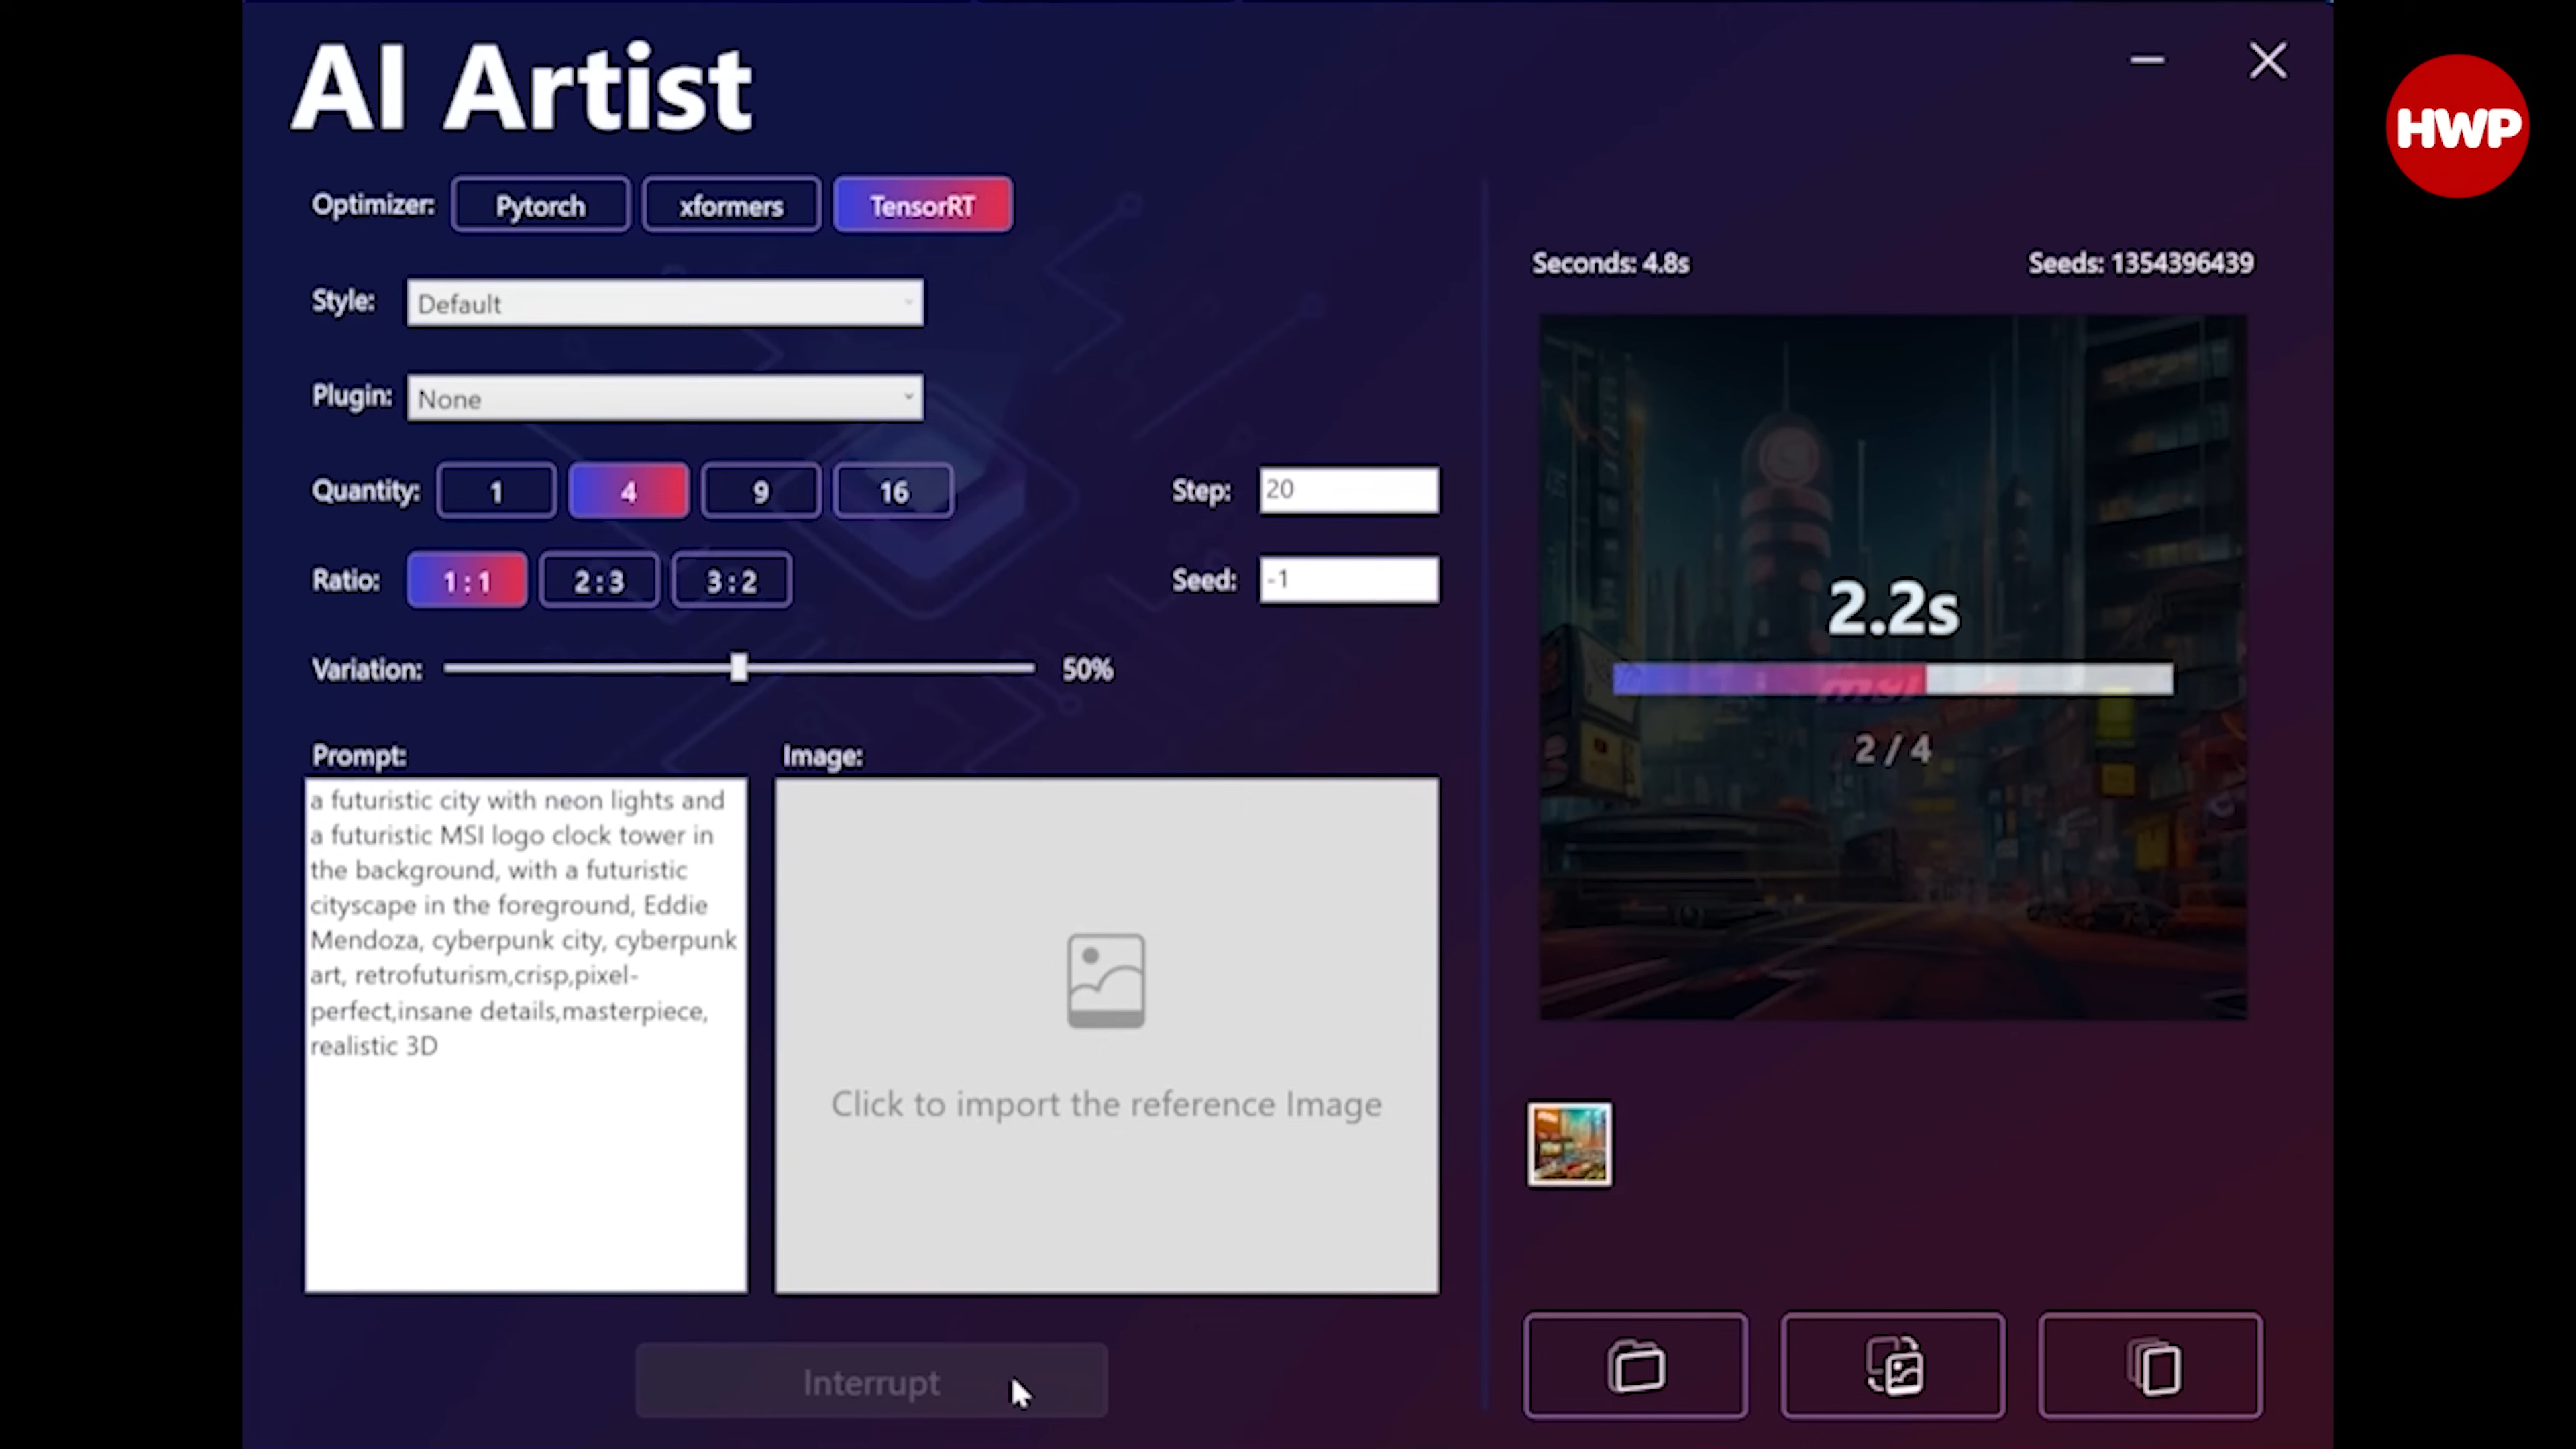 AI Artist
HWP
Optimizer: Pytorch xformers TensorRT
Style: Default
Plugin: None
Quantity: 1 4 9 16
Step: 20
Ratio: 1 : 1 2 : 3 3 : 2
Seed: -1
Variation: 50%
Prompt:
a futuristic city with neon lights and
a futuristic MSI logo clock tower in
the background, with a futuristic
cityscape in the foreground, Eddie
Mendoza, cyberpunk city, cyberpunk
art, retrofuturism,crisp,pixel-
perfect,insane details,masterpiece,
realistic 3D
Image:
Click to import the reference Image
Interrupt
Seconds: 4.8s
Seeds: 1354396439
2.2s
msi
2 / 4